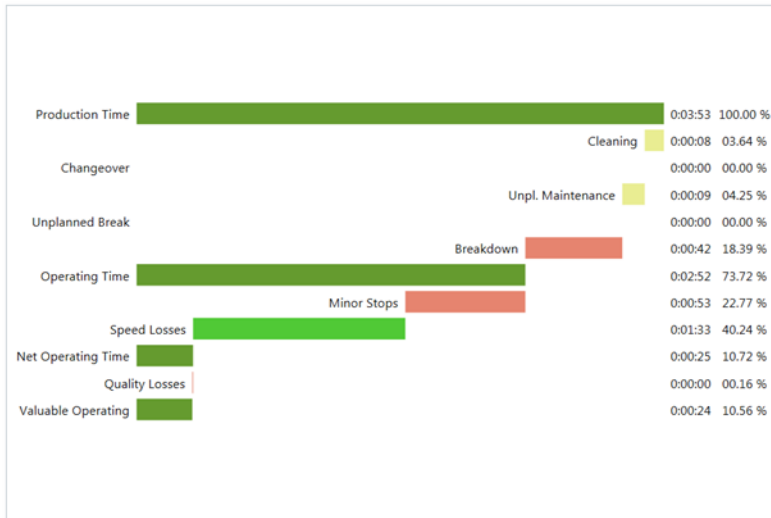 Production Time 0:03:53 100.00 %
Cleaning 0:00:08 03.64 %
Changeover 0:00:00 00.00 %
Unpl. Maintenance 0:00:09 04.25 %
Unplanned Break 0:00:00 00.00 %
Breakdown 0:00:42 18.39 %
Operating Time 0:02:52 73.72 %
Minor Stops 0:00:53 22.77 %
Speed Losses 0:01:33 40.24 %
Net Operating Time 0:00:25 10.72 %
Quality Losses 0:00:00 00.16 %
Valuable Operating 0:00:24 10.56 %